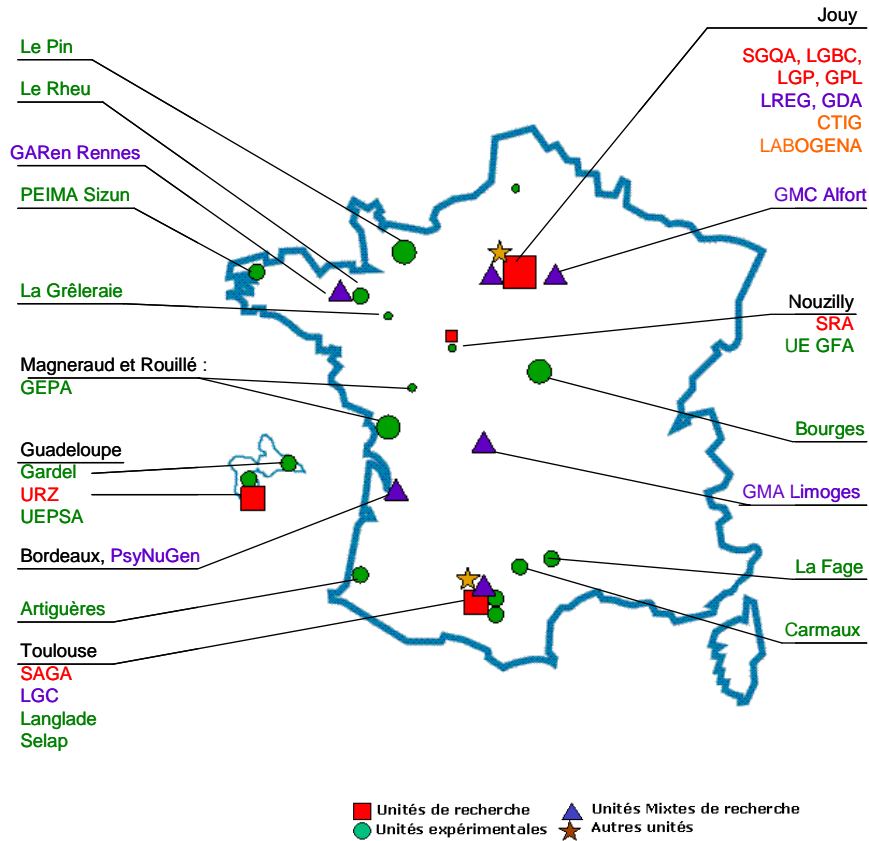 Le Pin
Le Rheu
GARen Rennes
PEIMA Sizun
La Grêleraie
Magneraud et Rouillé :
GEPA
Guadeloupe
Gardel
URZ
UEPSA
Bordeaux, PsyNuGen
Artiguères
Toulouse
SAGA
LGC
Langlade
Selap
Jouy
SGQA, LGBC,
LGP, GPL
LREG, GDA
CTIG
LABOGENA
GMC Alfort
Nouzilly
SRA
UE GFA
Bourges
GMA Limoges
La Fage
Carmaux
Unités de recherche
Unités Mixtes de recherche
Unités expérimentales
Autres unités